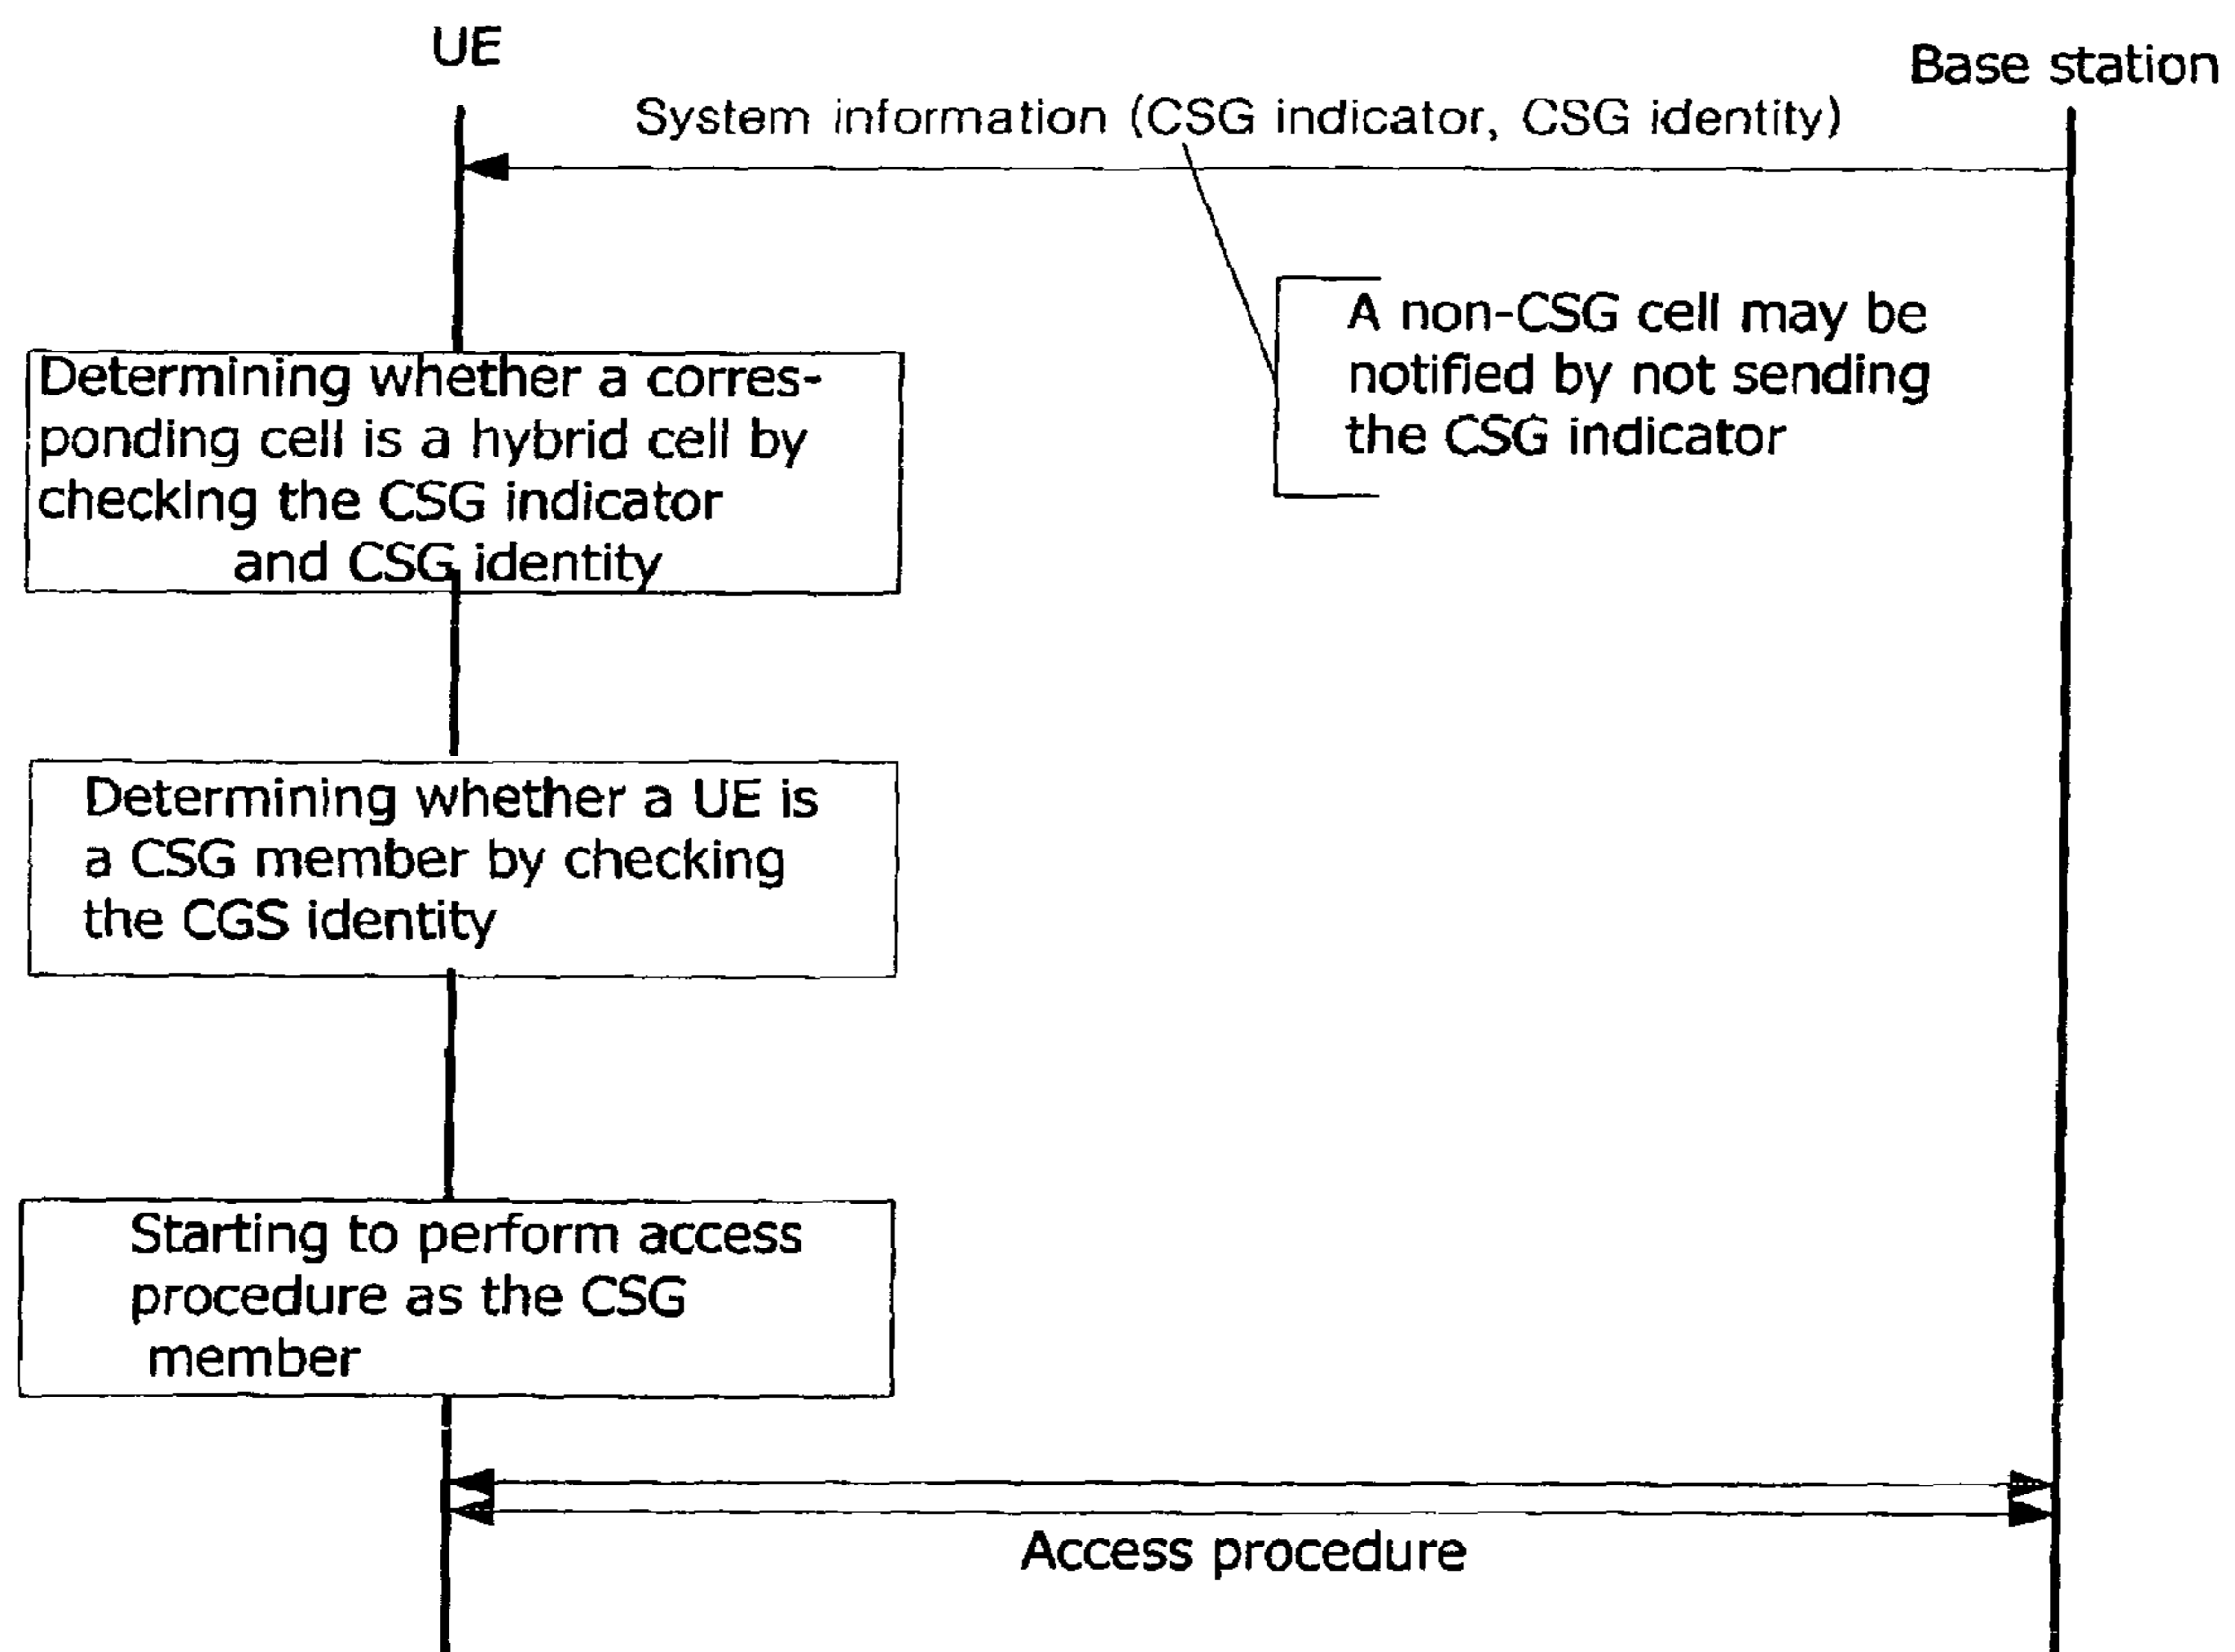 UE
Base station
System information (CSG indicator, CSG identity)
A non-CSG cell may be
notified by not sending
the CSG indicator
Determining whether a corres-
ponding cell is a hybrid cell by
checking the CSG indicator
and CSG identity
Determining whether a UE is
a CSG member by checking
the CGS identity
Starting to perform access
procedure as the CSG
member
Access procedure